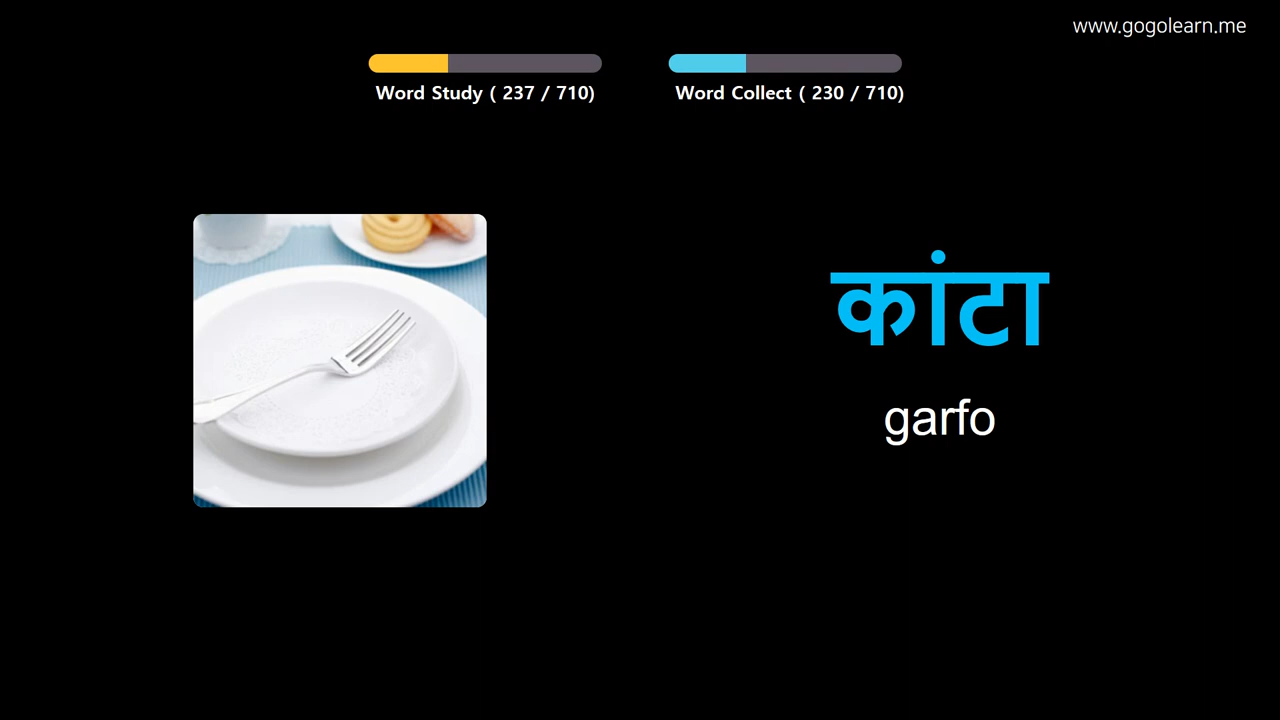 www.gogolearn.me
Word Study ( 237 / 710)
Word Collect ( 230 / 710)
कांटा
garfo